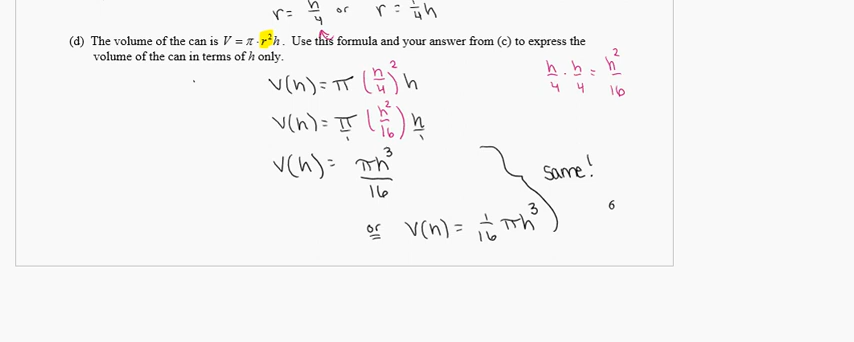 r = h/4 or r = 1/4 h
(d) The volume of the can is V = π · r²h. Use this formula and your answer from (c) to express the
volume of the can in terms of h only.
V(h) = π (h/4)² h
h/4 · h/4 = h²/16
V(h) = π/1 (h²/16) h/1
V(h) = πh³/16
same!
or V(h) = 1/16 πh³
6